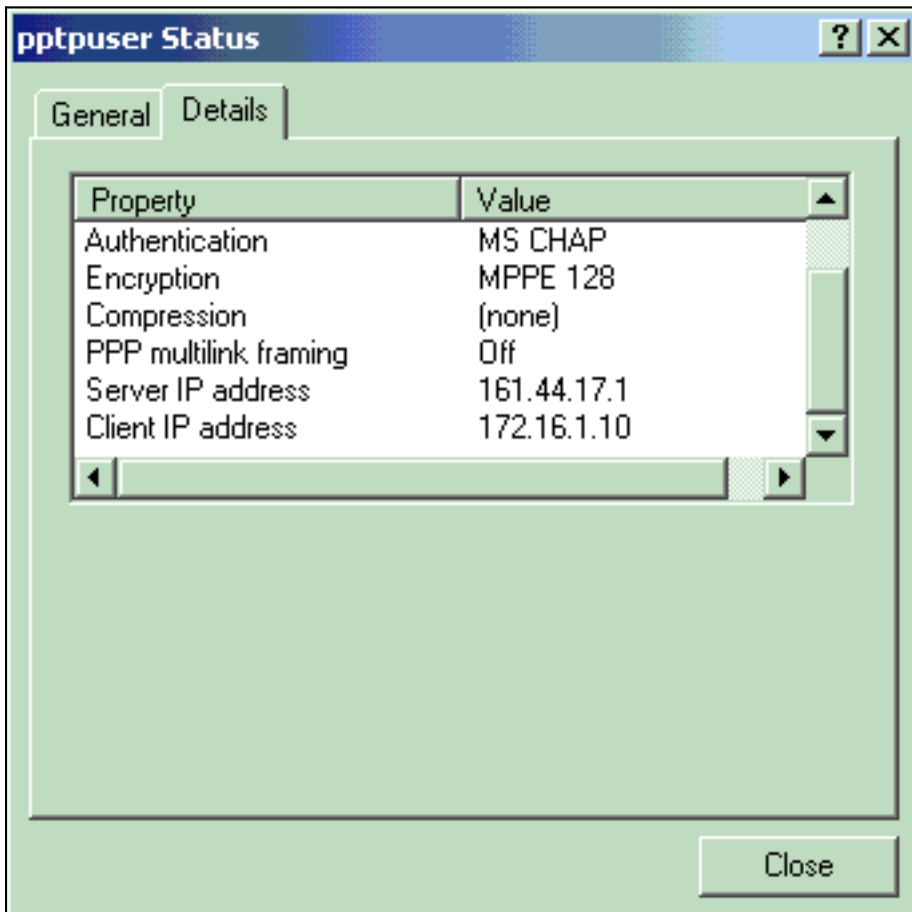 pptpuser Status
General Details
Property Value
Authentication MS CHAP
Encryption MPPE 128
Compression (none)
PPP multilink framing Off
Server IP address 161.44.17.1
Client IP address 172.16.1.10
Close